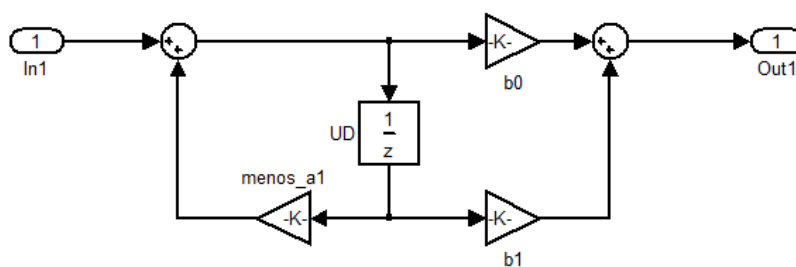 1
In1
+
+
-K-
b0
+
+
1
Out1
UD
1
z
menos_a1
-K-
-K-
b1